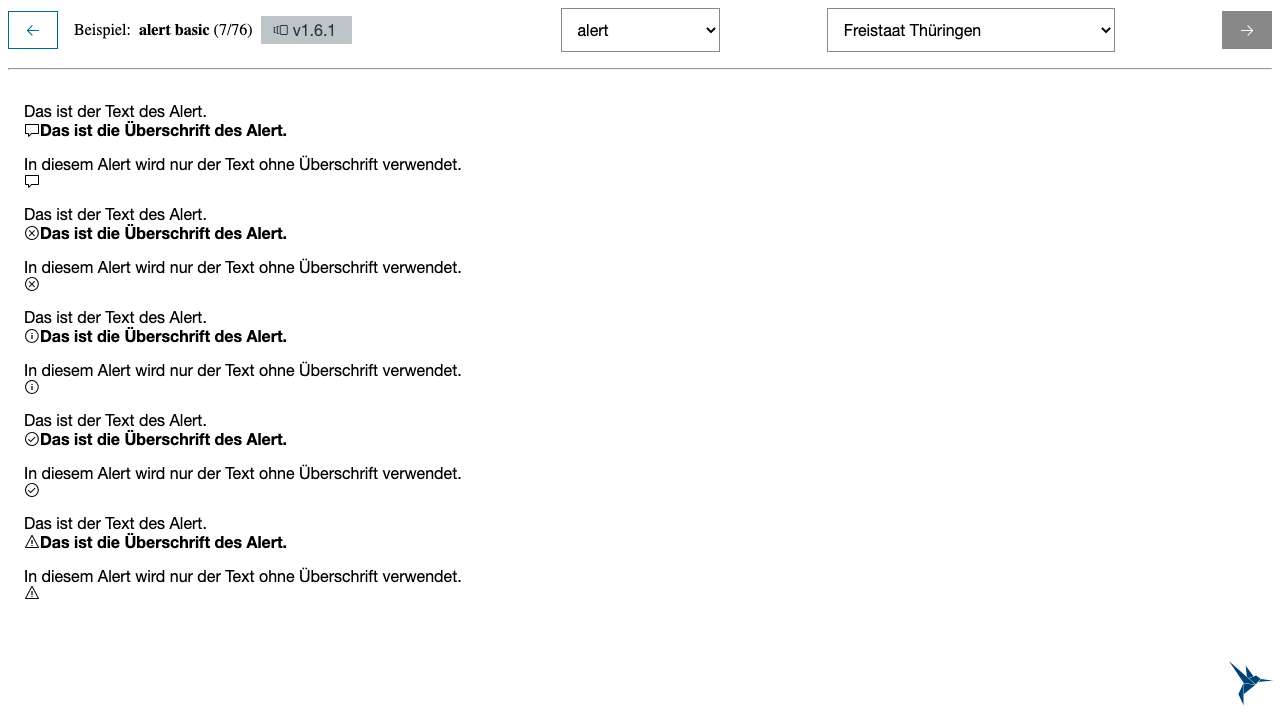 Beispiel: alert basic (7/76) v1.6.1 alert Freistaat Thüringen
Das ist der Text des Alert.
Das ist die Überschrift des Alert.
In diesem Alert wird nur der Text ohne Überschrift verwendet.
Das ist der Text des Alert.
Das ist die Überschrift des Alert.
In diesem Alert wird nur der Text ohne Überschrift verwendet.
Das ist der Text des Alert.
Das ist die Überschrift des Alert.
In diesem Alert wird nur der Text ohne Überschrift verwendet.
Das ist der Text des Alert.
Das ist die Überschrift des Alert.
In diesem Alert wird nur der Text ohne Überschrift verwendet.
Das ist der Text des Alert.
Das ist die Überschrift des Alert.
In diesem Alert wird nur der Text ohne Überschrift verwendet.